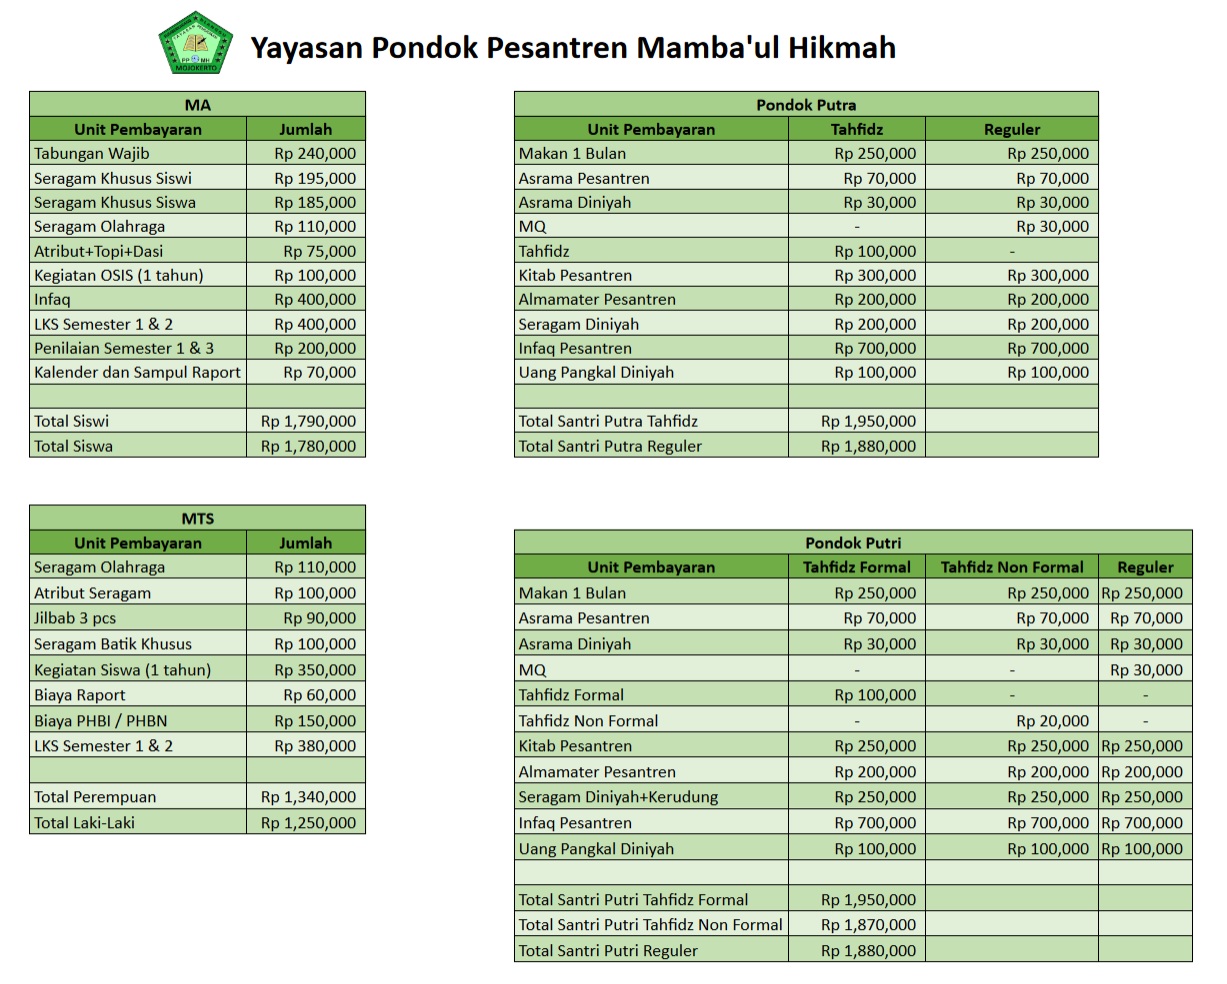 Yayasan Pondok Pesantren Mamba'ul Hikmah
PP MH
MOJOKERTO
MA
Unit Pembayaran Jumlah
Tabungan Wajib Rp 240,000
Seragam Khusus Siswi Rp 195,000
Seragam Khusus Siswa Rp 185,000
Seragam Olahraga Rp 110,000
Atribut+Topi+Dasi Rp 75,000
Kegiatan OSIS (1 tahun) Rp 100,000
Infaq Rp 400,000
LKS Semester 1 & 2 Rp 400,000
Penilaian Semester 1 & 3 Rp 200,000
Kalender dan Sampul Raport Rp 70,000
Total Siswi Rp 1,790,000
Total Siswa Rp 1,780,000
Pondok Putra
Unit Pembayaran Tahfidz Reguler
Makan 1 Bulan Rp 250,000 Rp 250,000
Asrama Pesantren Rp 70,000 Rp 70,000
Asrama Diniyah Rp 30,000 Rp 30,000
MQ - Rp 30,000
Tahfidz Rp 100,000 -
Kitab Pesantren Rp 300,000 Rp 300,000
Almamater Pesantren Rp 200,000 Rp 200,000
Seragam Diniyah Rp 200,000 Rp 200,000
Infaq Pesantren Rp 700,000 Rp 700,000
Uang Pangkal Diniyah Rp 100,000 Rp 100,000
Total Santri Putra Tahfidz Rp 1,950,000
Total Santri Putra Reguler Rp 1,880,000
MTS
Unit Pembayaran Jumlah
Seragam Olahraga Rp 110,000
Atribut Seragam Rp 100,000
Jilbab 3 pcs Rp 90,000
Seragam Batik Khusus Rp 100,000
Kegiatan Siswa (1 tahun) Rp 350,000
Biaya Raport Rp 60,000
Biaya PHBI / PHBN Rp 150,000
LKS Semester 1 & 2 Rp 380,000
Total Perempuan Rp 1,340,000
Total Laki-Laki Rp 1,250,000
Pondok Putri
Unit Pembayaran Tahfidz Formal Tahfidz Non Formal Reguler
Makan 1 Bulan Rp 250,000 Rp 250,000 Rp 250,000
Asrama Pesantren Rp 70,000 Rp 70,000 Rp 70,000
Asrama Diniyah Rp 30,000 Rp 30,000 Rp 30,000
MQ - - Rp 30,000
Tahfidz Formal Rp 100,000 - -
Tahfidz Non Formal - Rp 20,000 -
Kitab Pesantren Rp 250,000 Rp 250,000 Rp 250,000
Almamater Pesantren Rp 200,000 Rp 200,000 Rp 200,000
Seragam Diniyah+Kerudung Rp 250,000 Rp 250,000 Rp 250,000
Infaq Pesantren Rp 700,000 Rp 700,000 Rp 700,000
Uang Pangkal Diniyah Rp 100,000 Rp 100,000 Rp 100,000
Total Santri Putri Tahfidz Formal Rp 1,950,000
Total Santri Putri Tahfidz Non Formal Rp 1,870,000
Total Santri Putri Reguler Rp 1,880,000